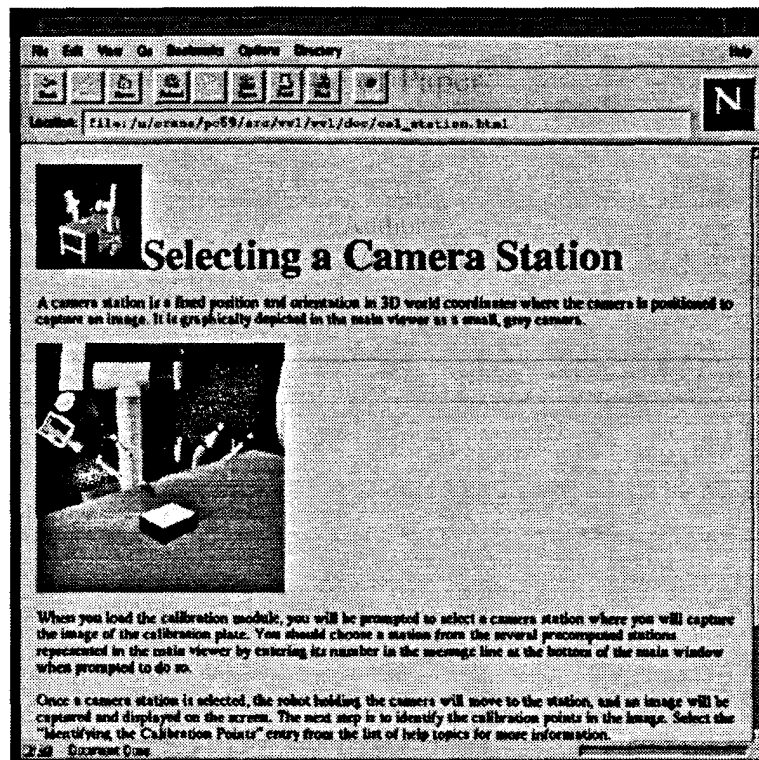 File Edit View Go Bookmarks Options Directory Help
Location: file:/u/crans/pc59/src/vvl/vvl/doc/cal_station.html
N
Selecting a Camera Station
A camera station is a fixed position and orientation in 3D world coordinates where the camera is positioned to
capture an image. It is graphically depicted in the main viewer as a small, grey camera.
When you load the calibration module, you will be prompted to select a camera station where you will capture
the image of the calibration plate. You should choose a station from the several precomputed stations
represented in the main viewer by entering its number in the message line at the bottom of the main window
when prompted to do so.
Once a camera station is selected, the robot holding the camera will move to the station, and an image will be
captured and displayed on the screen. The next step is to identify the calibration points in the image. Select the
"Identifying the Calibration Points" entry from the list of help topics for more information.
Document: Done